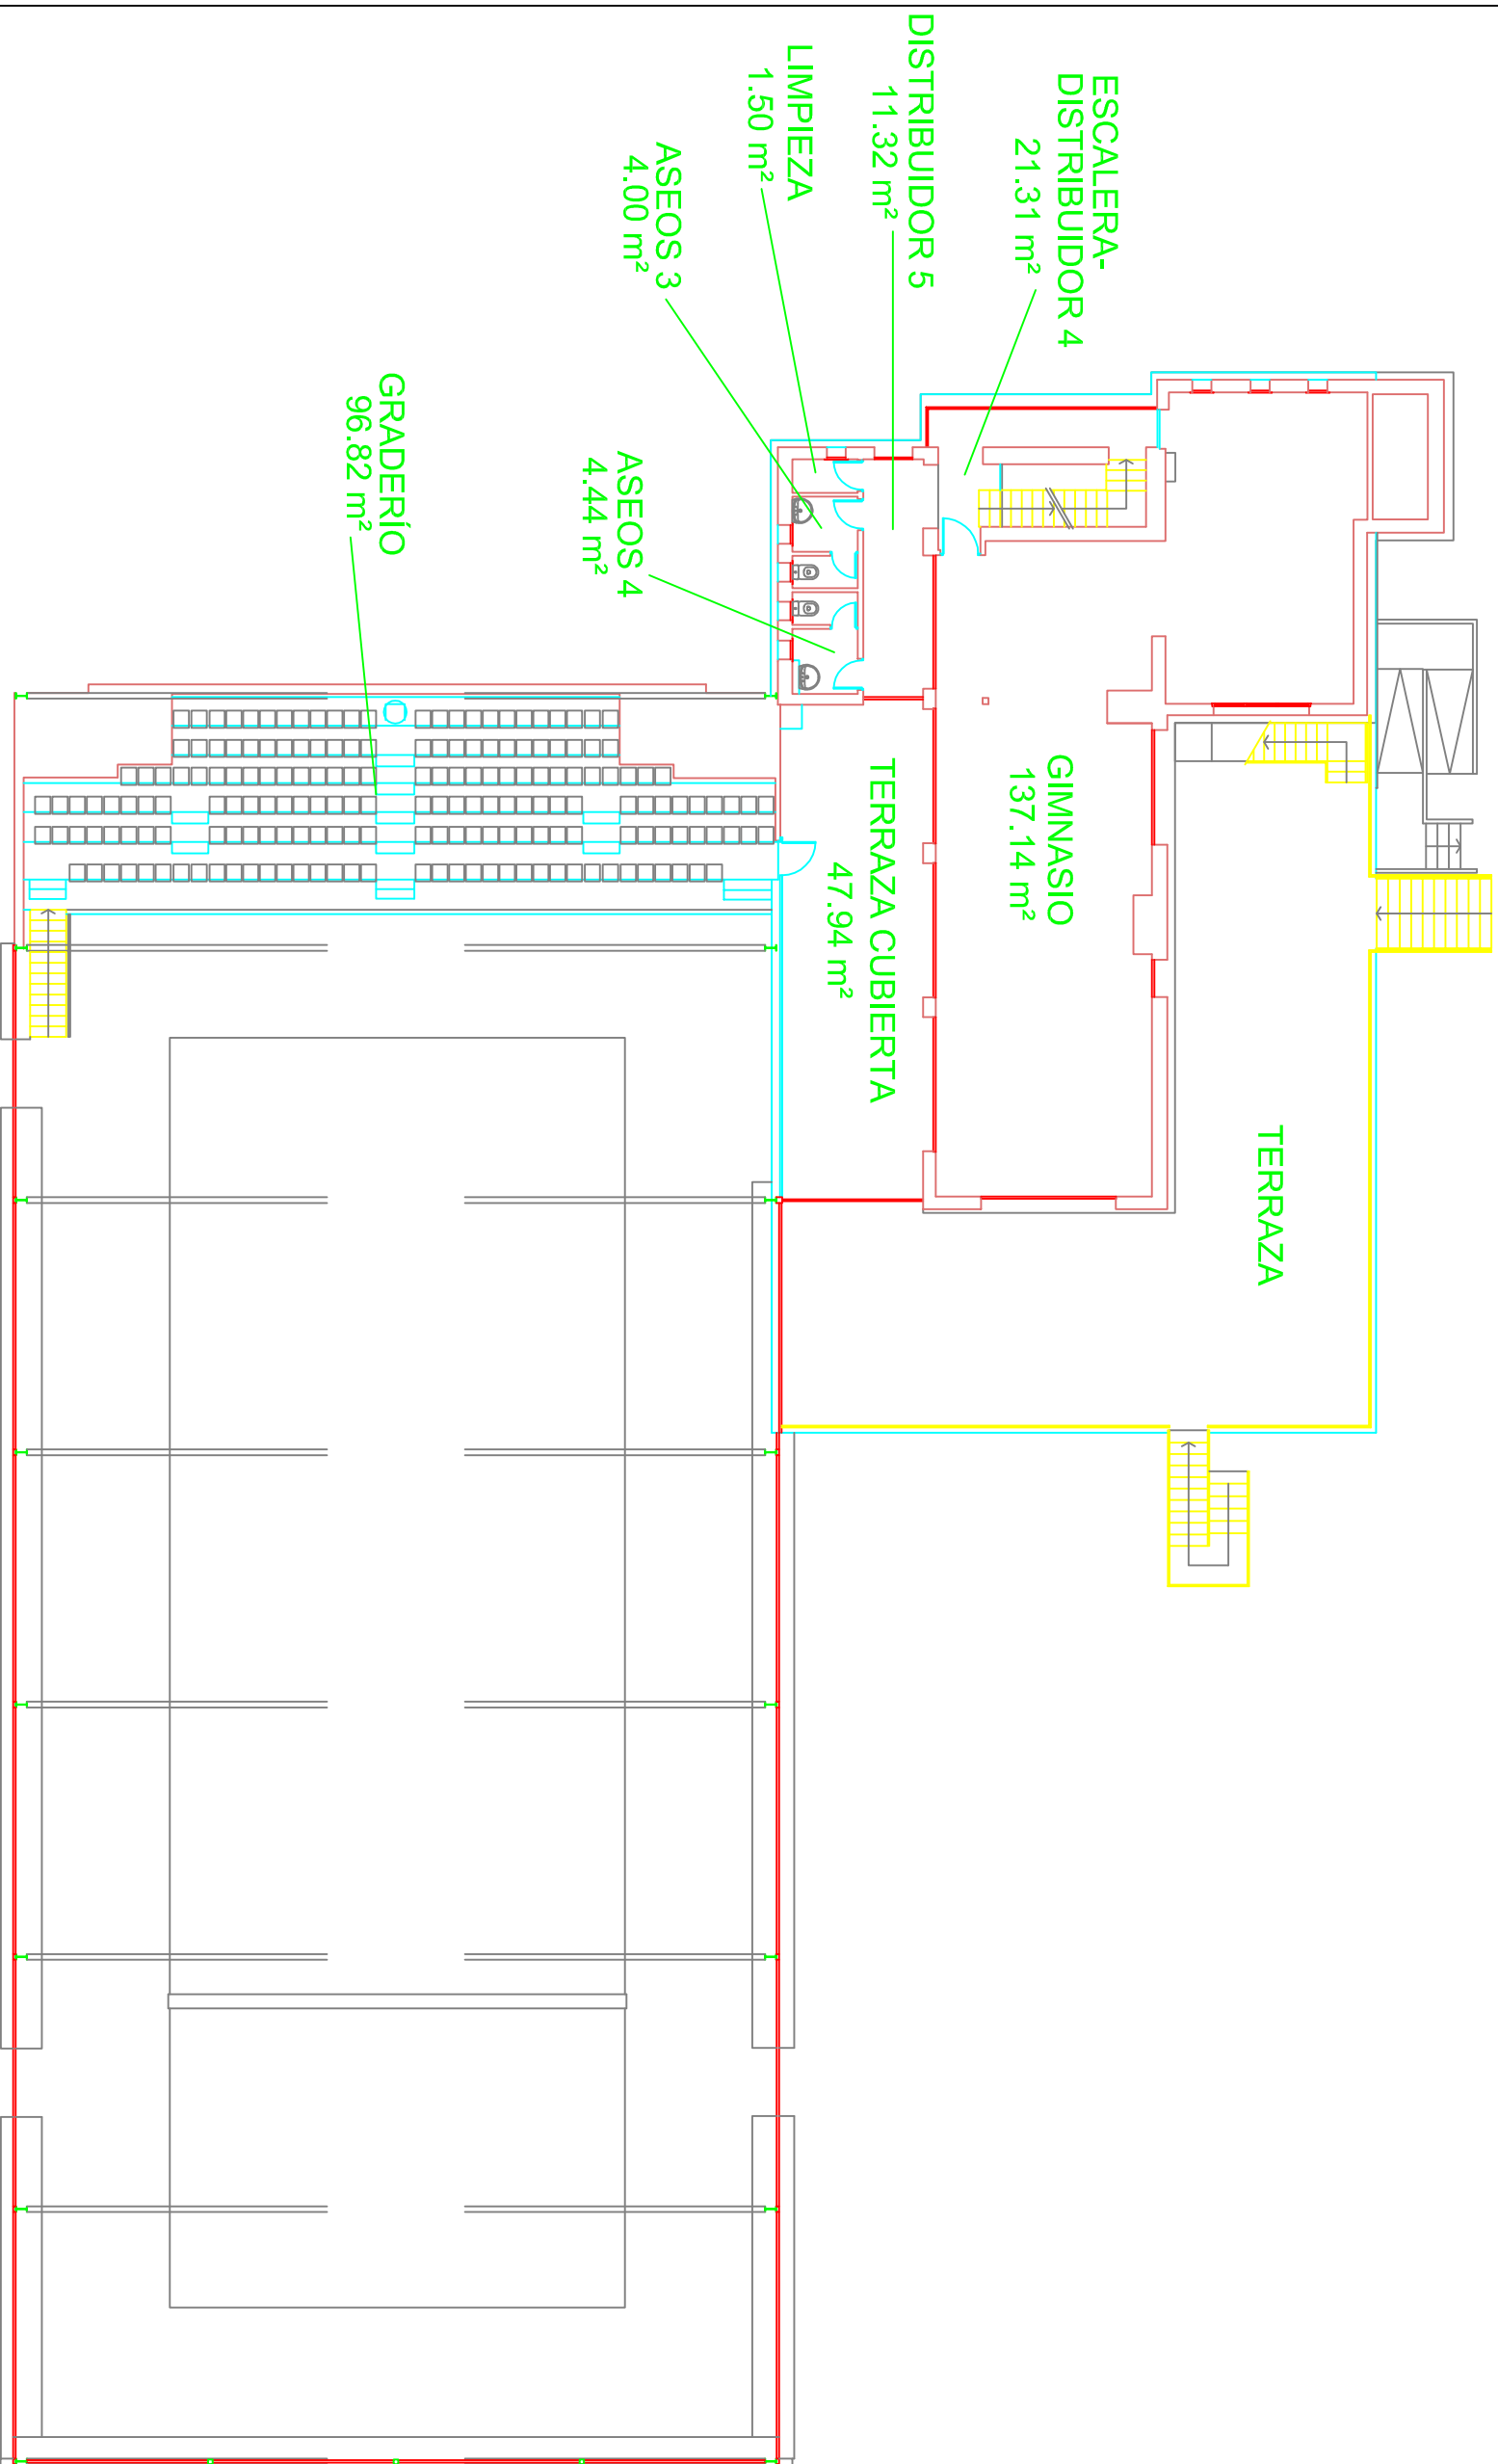 ESCALERA-
DISTRIBUIDOR 4
21.31 m²
DISTRIBUIDOR 5
11.32 m²
LIMPIEZA
1.50 m²
ASEOS 3
4.00 m²
ASEOS 4
4.44 m²
GRADERÍO
96.82 m²
GIMNASIO
137.14 m²
TERRAZA CUBIERTA
47.94 m²
TERRAZA